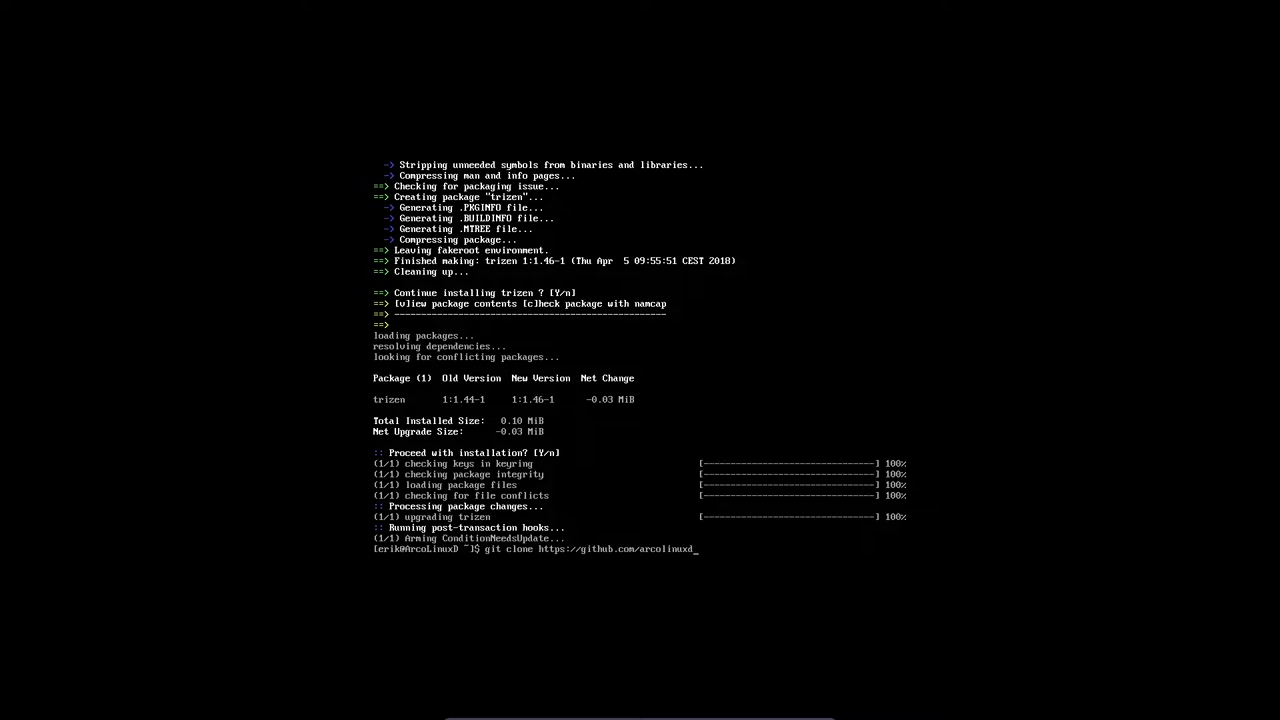 -> Stripping unneeded symbols from binaries and libraries...
-> Compressing man and info pages...
==> Checking for packaging issue...
==> Creating package "trizen"...
-> Generating .PKGINFO file...
-> Generating .BUILDINFO file...
-> Generating .MTREE file...
-> Compressing package...
==> Leaving fakeroot environment.
==> Finished making: trizen 1:1.46-1 (Thu Apr  5 09:55:51 CEST 2018)
==> Cleaning up...
==> Continue installing trizen ? [Y/n]
==> [v]iew package contents [c]heck package with namcap
==> ---------------------------------------------------
==>
loading packages...
resolving dependencies...
looking for conflicting packages...
Package (1)  Old Version  New Version  Net Change
trizen       1:1.44-1     1:1.46-1      -0.03 MiB
Total Installed Size:   0.10 MiB
Net Upgrade Size:      -0.03 MiB
:: Proceed with installation? [Y/n]
(1/1) checking keys in keyring [--------------------------------] 100%
(1/1) checking package integrity [--------------------------------] 100%
(1/1) loading package files [--------------------------------] 100%
(1/1) checking for file conflicts [--------------------------------] 100%
:: Processing package changes...
(1/1) upgrading trizen [--------------------------------] 100%
:: Running post-transaction hooks...
(1/1) Arming ConditionNeedsUpdate...
[erik@ArcoLinuxD ~]$ git clone https://github.com/arcolinuxd_